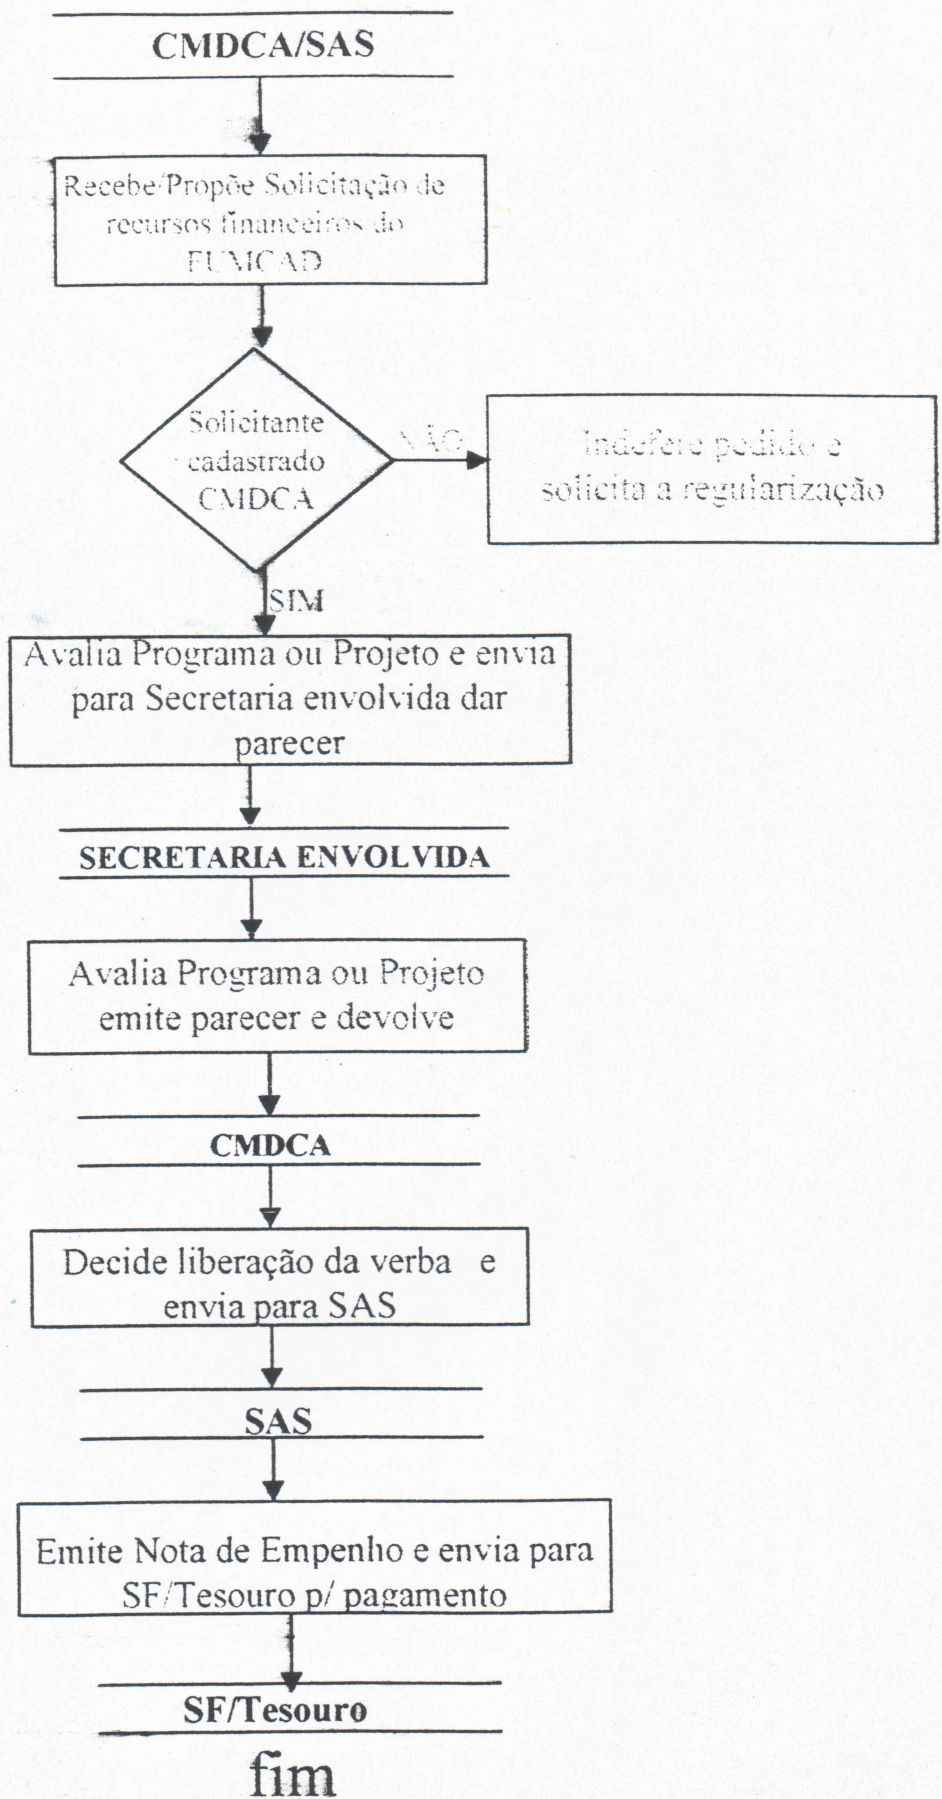 CMDCA/SAS
Recebe/Propõe Solicitação de
recursos financeiros do
FUMCAD
Solicitante
cadastrado
CMDCA
NÃO
Indefere pedido e
solicita a regularização
SIM
Avalia Programa ou Projeto e envia
para Secretaria envolvida dar
parecer
SECRETARIA ENVOLVIDA
Avalia Programa ou Projeto
emite parecer e devolve
CMDCA
Decide liberação da verba e
envia para SAS
SAS
Emite Nota de Empenho e envia para
SF/Tesouro p/ pagamento
SF/Tesouro
fim